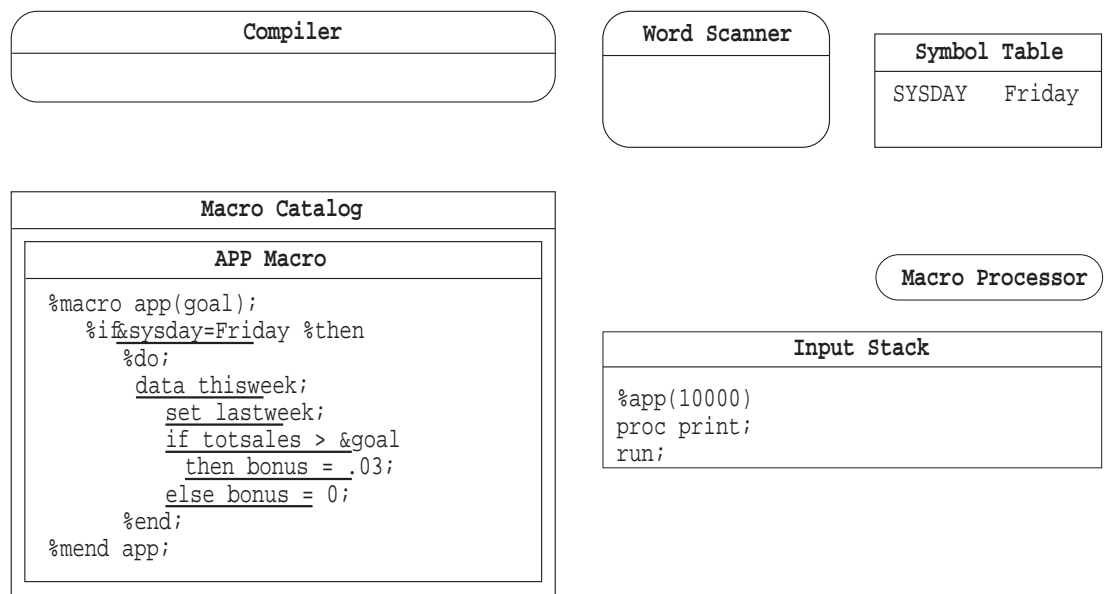 Compiler
Word Scanner
Symbol Table
SYSDAY Friday
Macro Catalog
APP Macro
%macro app(goal);
%if&sysday=Friday %then
%do;
data thisweek;
set lastweek;
if totsales > &goal
then bonus = .03;
else bonus = 0;
%end;
%mend app;
Macro Processor
Input Stack
%app(10000)
proc print;
run;